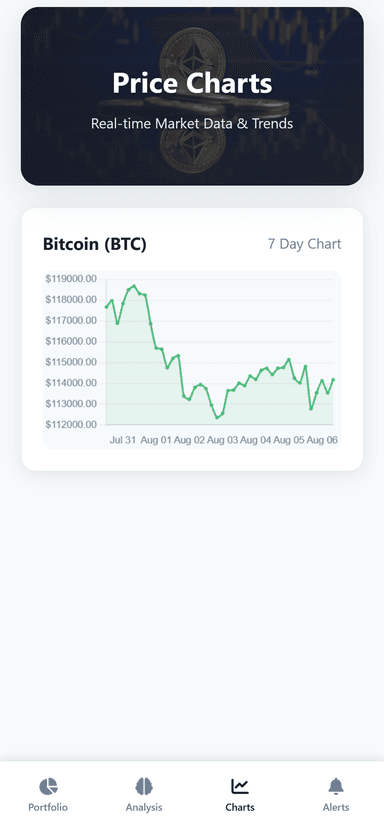 Price Charts
Real-time Market Data & Trends
Bitcoin (BTC) 7 Day Chart
$119000.00
$118000.00
$117000.00
$116000.00
$115000.00
$114000.00
$113000.00
$112000.00
Jul 31 Aug 01 Aug 02 Aug 03 Aug 04 Aug 05 Aug 06
Portfolio Analysis Charts Alerts